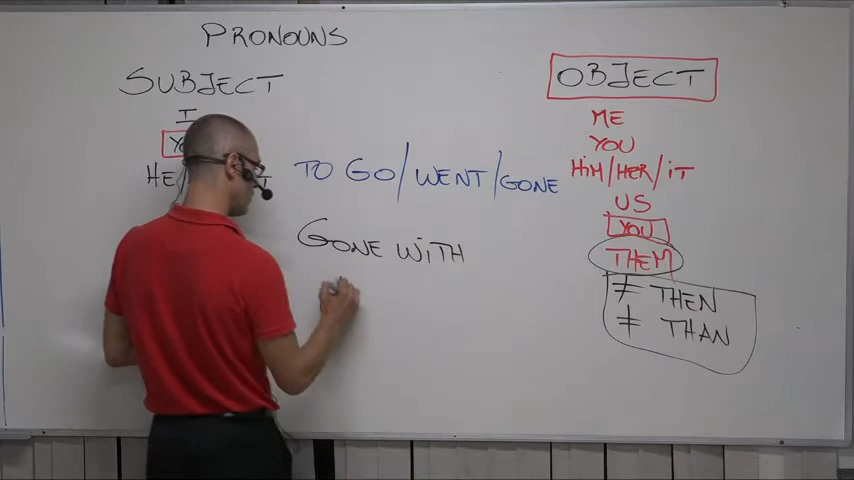 PRONOUNS
SUBJECT
I
HE/
TO GO/WENT/GONE
GONE WITH
OBJECT
ME
YOU
HIM/HER/IT
US
YOU
THEM
≠ THEN
≠ THAN